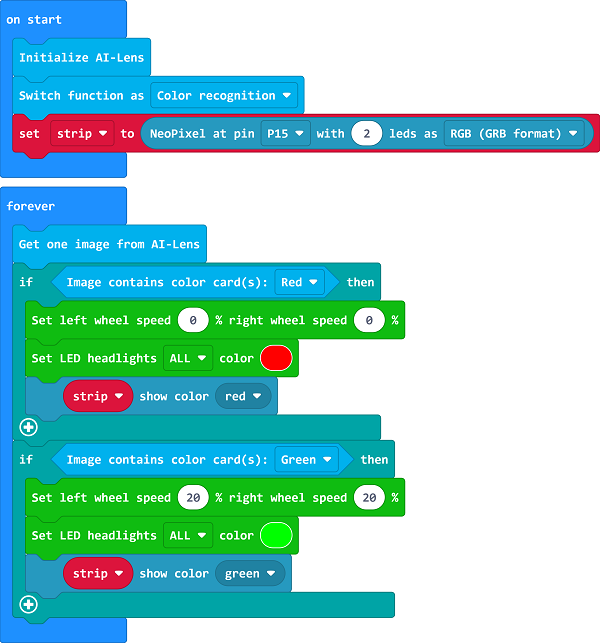 on start
Initialize AI-Lens
Switch function as Color recognition
set strip to NeoPixel at pin P15 with 2 leds as RGB (GRB format)
forever
Get one image from AI-Lens
if Image contains color card(s): Red then
Set left wheel speed 0 % right wheel speed 0 %
Set LED headlights ALL color
strip show color red
if Image contains color card(s): Green then
Set left wheel speed 20 % right wheel speed 20 %
Set LED headlights ALL color
strip show color green